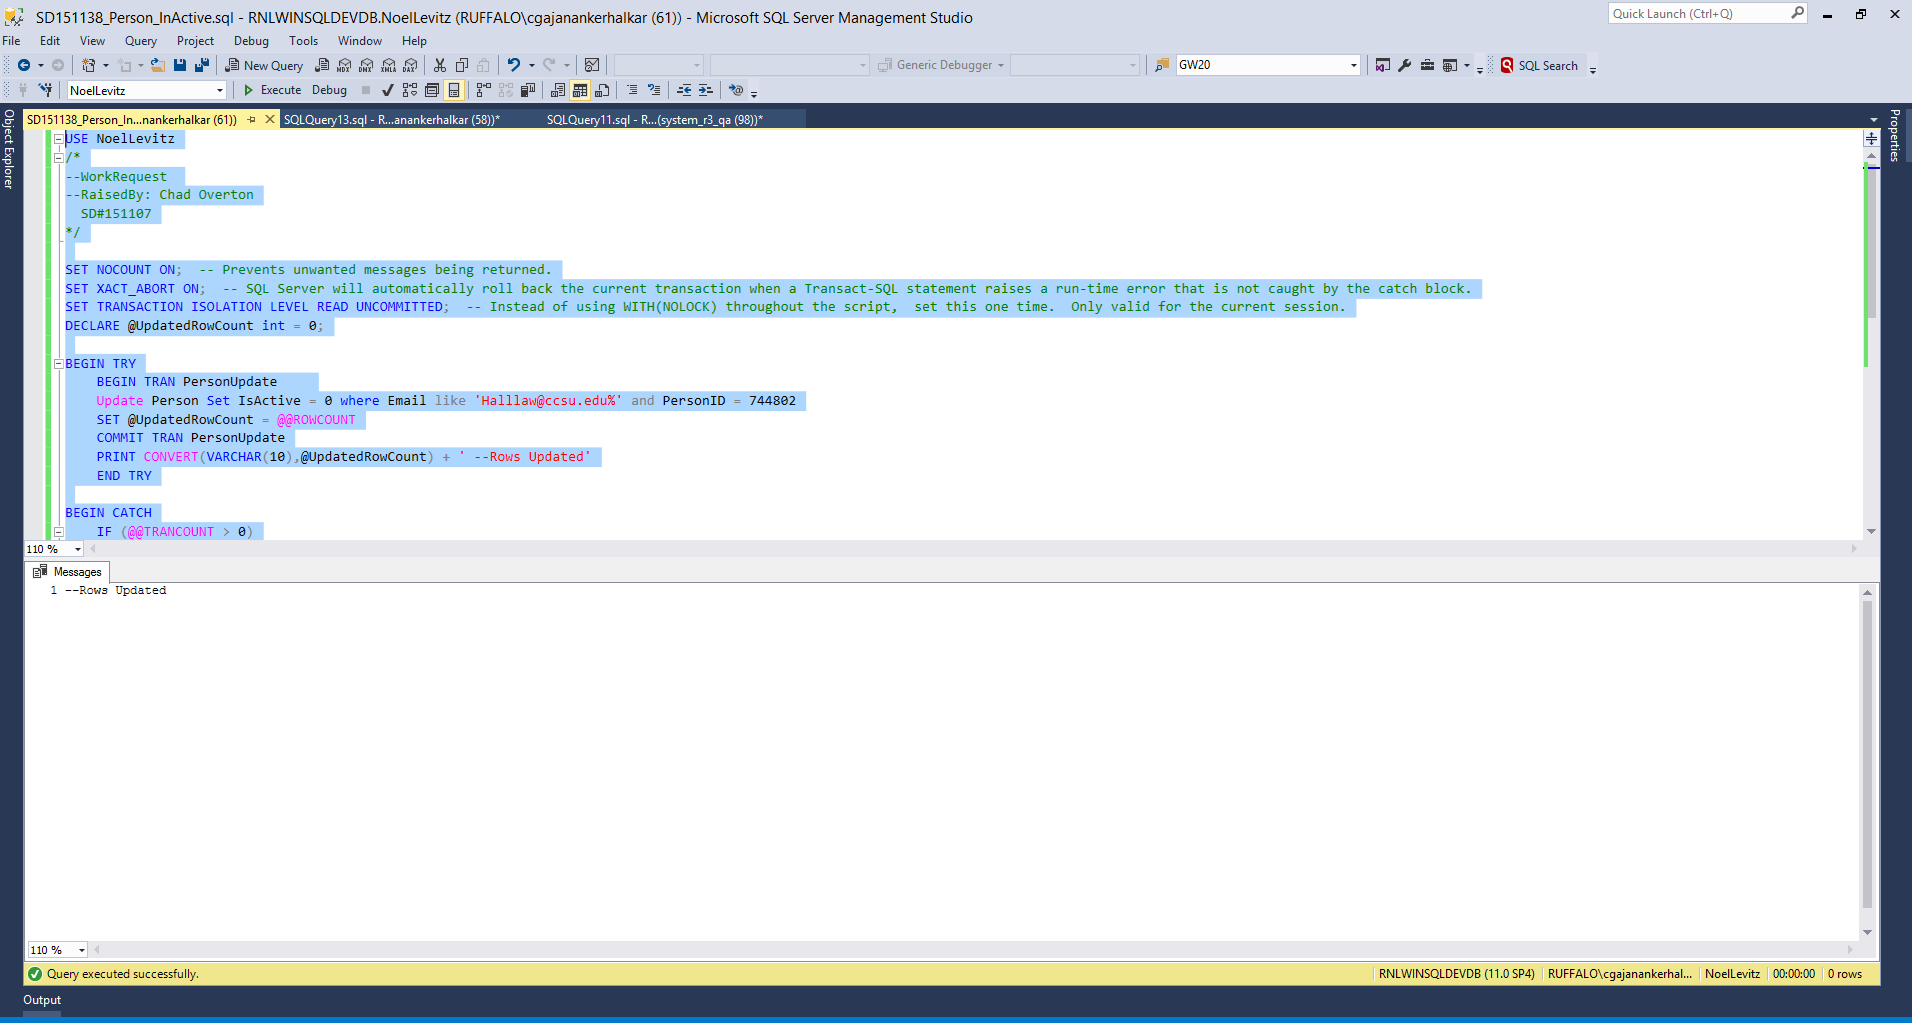 SD151138_Person_InActive.sql - RNLWINSQLDEVDB.NoelLevitz (RUFFALO\cgajanankerhalkar (61)) - Microsoft SQL Server Management Studio
Quick Launch (Ctrl+Q)
File Edit View Query Project Debug Tools Window Help
New Query MDX DMX XMLA DAX Generic Debugger GW20 SQL Search
NoelLevitz Execute Debug
Object Explorer
Properties
SD151138_Person_In...nankerhalkar (61)) SQLQuery13.sql - R...anankerhalkar (58))* SQLQuery11.sql - R...(system_r3_qa (98))*
USE NoelLevitz
/*
--WorkRequest
--RaisedBy: Chad Overton
SD#151107
*/
SET NOCOUNT ON;  -- Prevents unwanted messages being returned.
SET XACT_ABORT ON;  -- SQL Server will automatically roll back the current transaction when a Transact-SQL statement raises a run-time error that is not caught by the catch block.
SET TRANSACTION ISOLATION LEVEL READ UNCOMMITTED;  -- Instead of using WITH(NOLOCK) throughout the script,  set this one time.  Only valid for the current session.
DECLARE @UpdatedRowCount int = 0;
BEGIN TRY
BEGIN TRAN PersonUpdate
Update Person Set IsActive = 0 where Email like 'Halllaw@ccsu.edu%' and PersonID = 744802
SET @UpdatedRowCount = @@ROWCOUNT
COMMIT TRAN PersonUpdate
PRINT CONVERT(VARCHAR(10),@UpdatedRowCount) + ' --Rows Updated'
END TRY
BEGIN CATCH
IF (@@TRANCOUNT > 0)
110 %
Messages
1 --Rows Updated
110 %
Query executed successfully. RNLWINSQLDEVDB (11.0 SP4) RUFFALO\cgajanankerhal... NoelLevitz 00:00:00 0 rows
Output